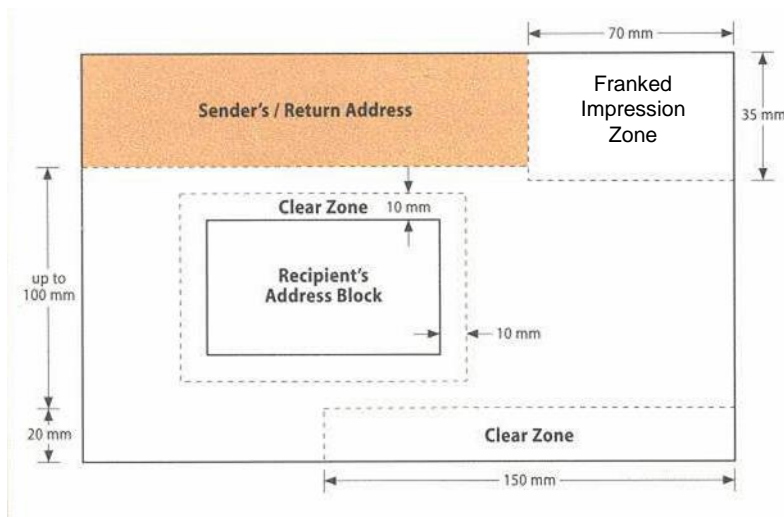 70 mm
Sender's / Return Address
Franked
Impression
Zone
35 mm
Clear Zone
10 mm
up to
100 mm
Recipient's
Address Block
10 mm
20 mm
Clear Zone
150 mm